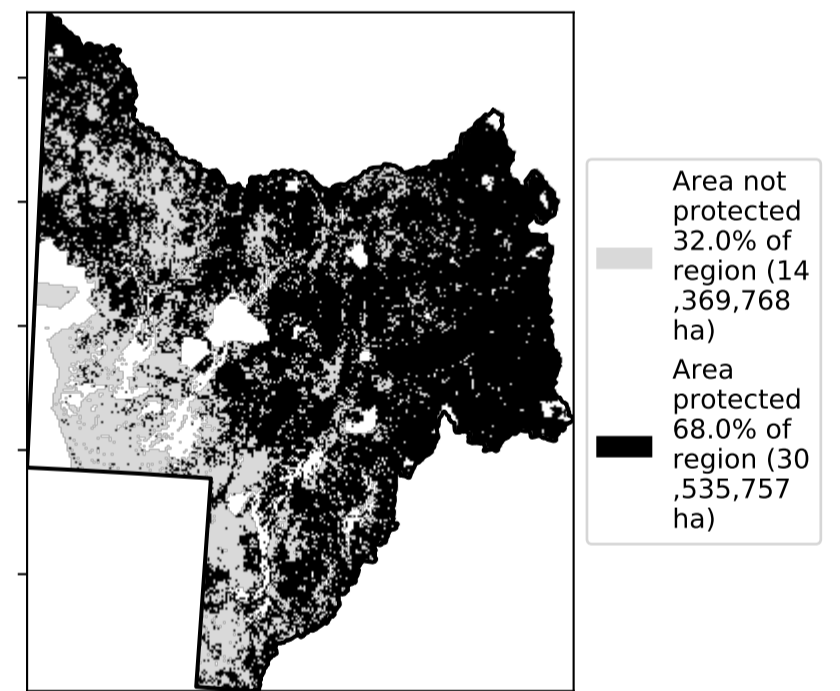 Area not
protected
32.0% of
region (14
,369,768
ha)
Area
protected
68.0% of
region (30
,535,757
ha)